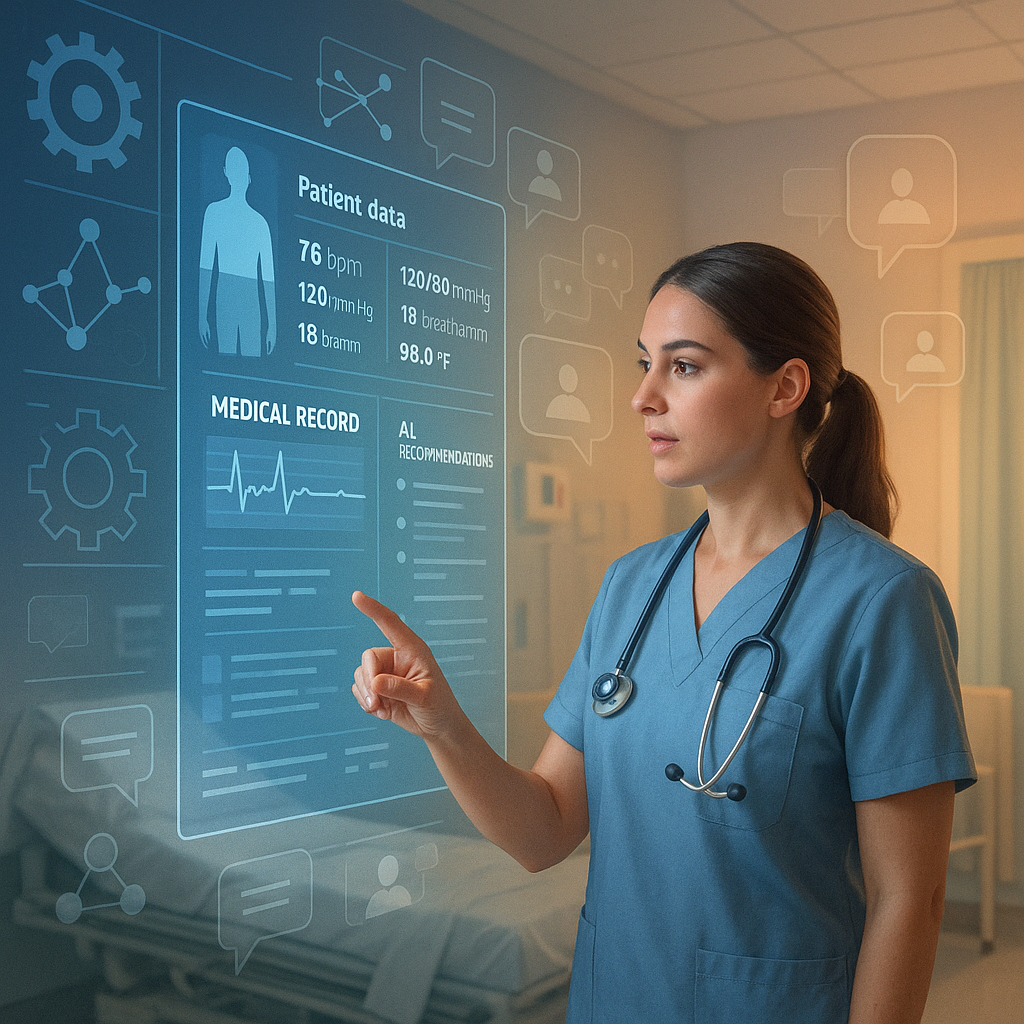 Patient data
76 bpm
120 mm Hg
18 bramm
120/80 mmHg
18 breathamm
98.0 °F
MEDICAL RECORD
AL
RECOMMENDATIONS